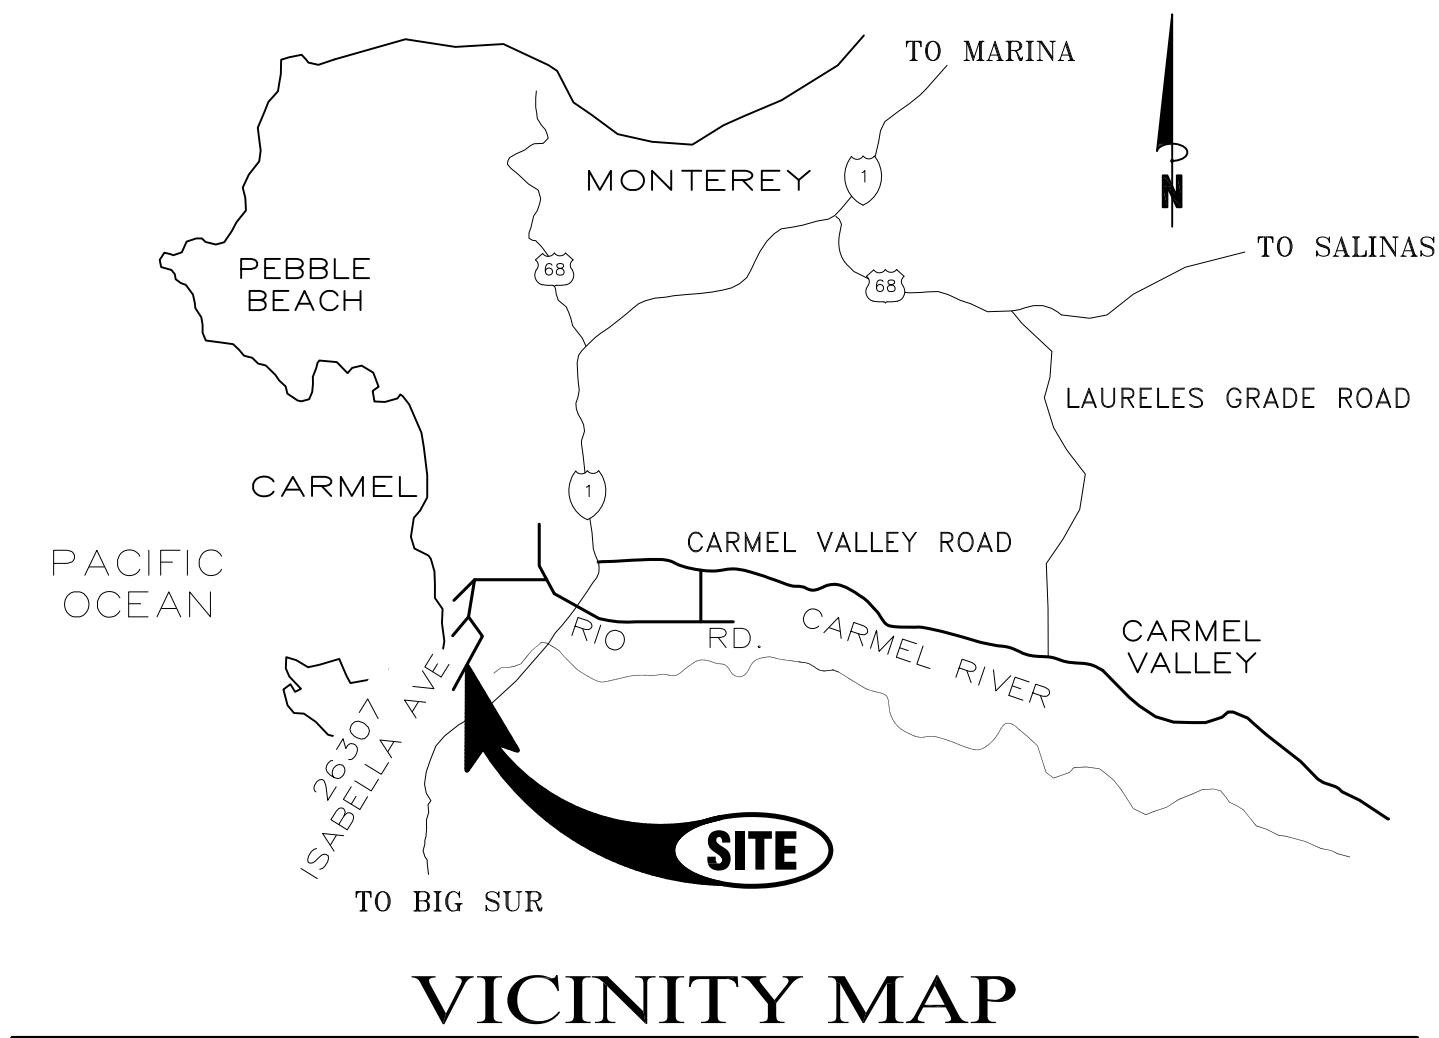 TO MARINA
MONTEREY
1
N
TO SALINAS
PEBBLE
BEACH
68
68
LAURELES GRADE ROAD
CARMEL
1
CARMEL VALLEY ROAD
PACIFIC
OCEAN
RIO RD.
CARMEL RIVER
CARMEL
VALLEY
26307
ISABELLA AVE
SITE
TO BIG SUR
VICINITY MAP